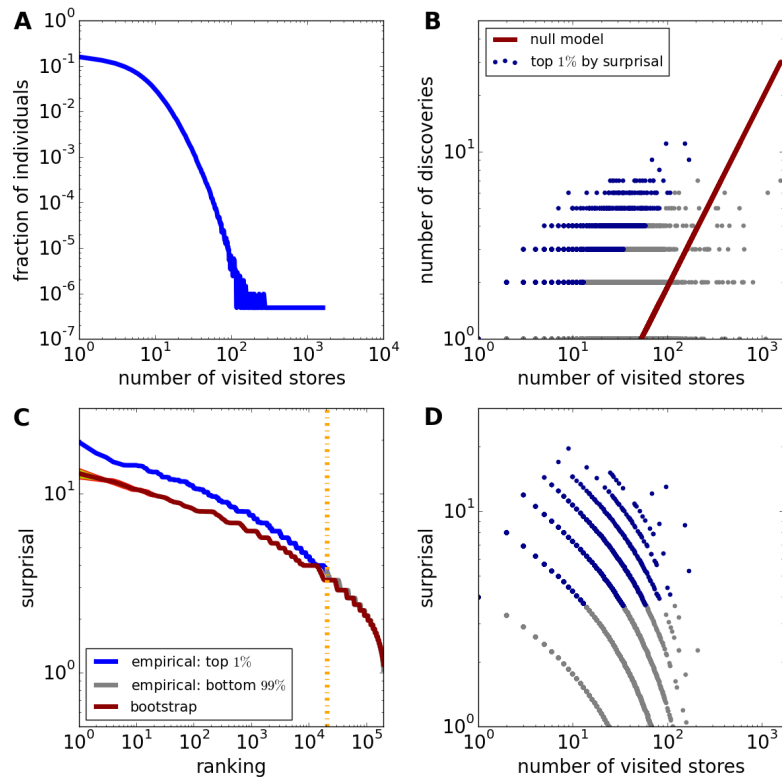 A
10^0
10^-1
10^-2
10^-3
10^-4
10^-5
10^-6
10^-7
10^0
10^1
10^2
10^3
10^4
fraction of individuals
number of visited stores
B
null model
top 1% by surprisal
10^1
10^0
10^0
10^1
10^2
10^3
number of discoveries
number of visited stores
C
10^1
10^0
surprisal
empirical: top 1%
empirical: bottom 99%
bootstrap
10^0
10^1
10^2
10^3
10^4
10^5
ranking
D
10^1
10^0
surprisal
10^0
10^1
10^2
10^3
number of visited stores